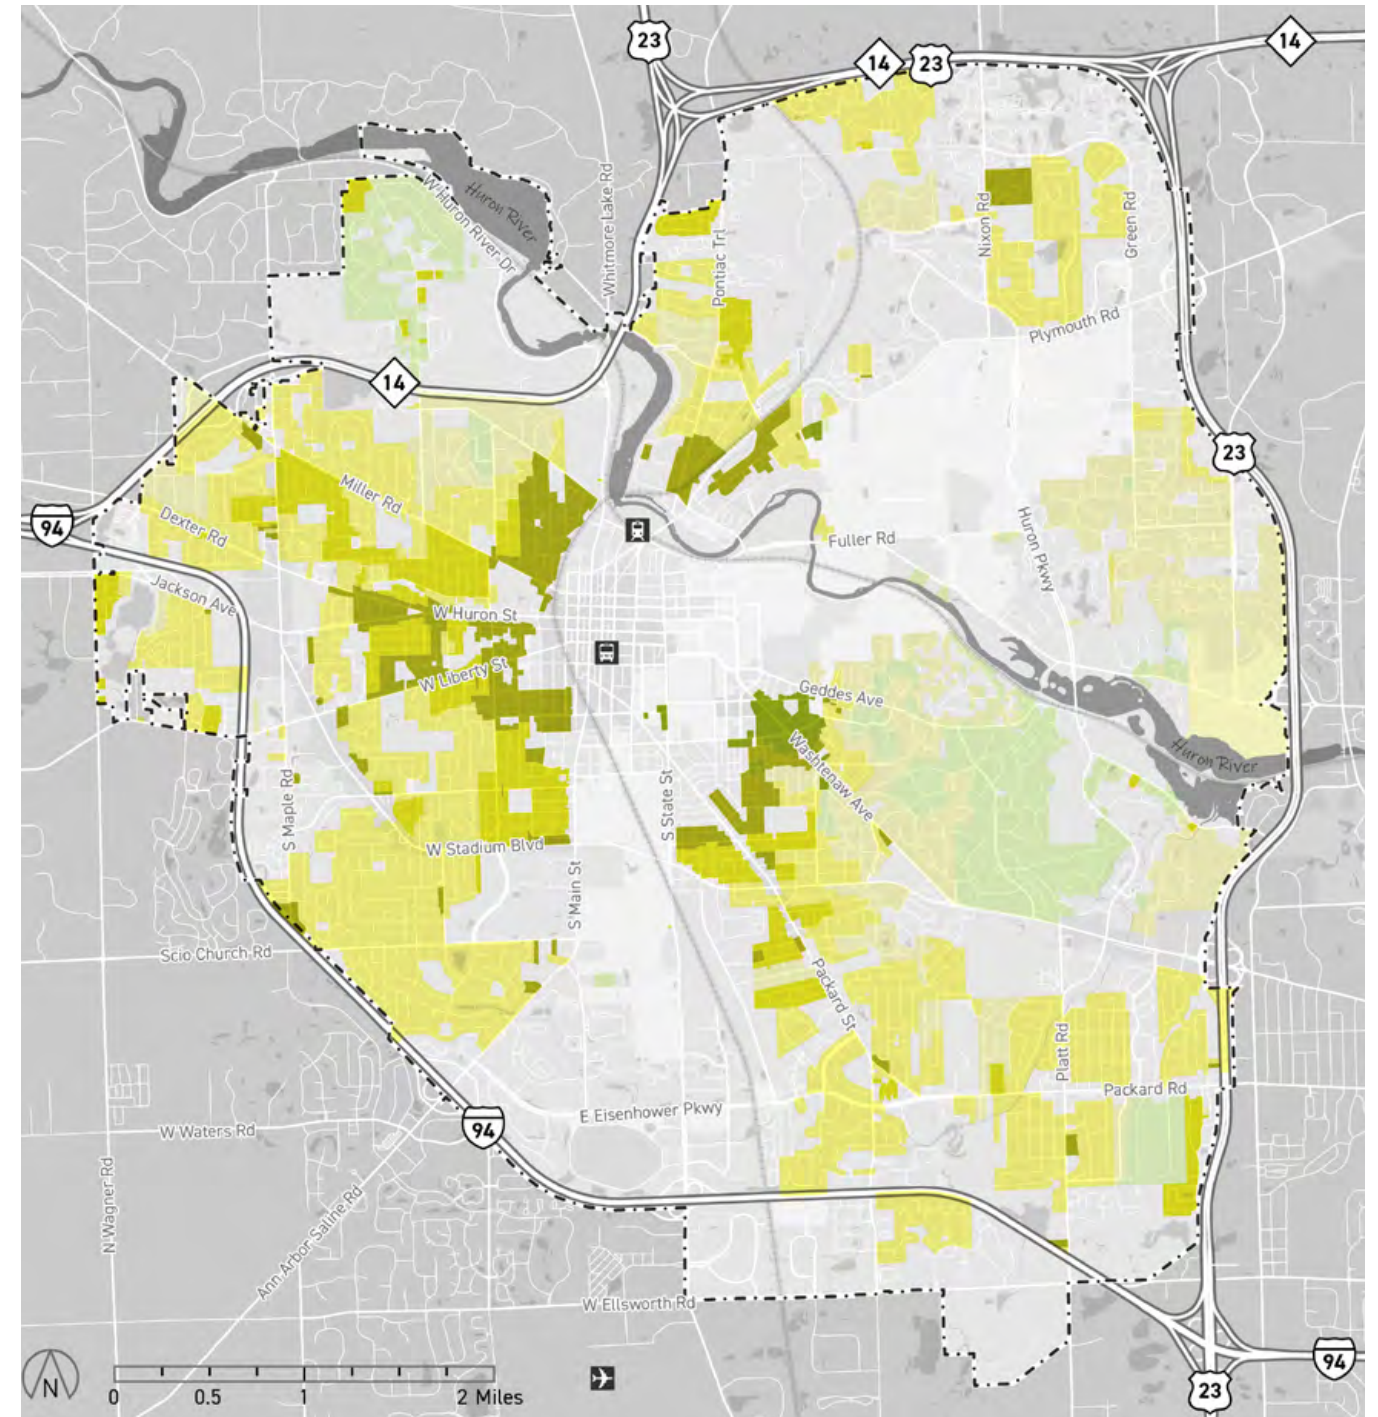 23
14
23
14
W Huron River Dr
Huron River
Whitmore Lake Rd
Pontiac Trl
Nixon Rd
Green Rd
Plymouth Rd
14
23
94
Miller Rd
Dexter Rd
Jackson Ave
Fuller Rd
Huron Pkwy
W Huron St
W Liberty St
Geddes Ave
Washtenaw Ave
Huron River
S Maple Rd
S State St
W Stadium Blvd
S Main St
Scio Church Rd
Packard St
Platt Rd
Packard Rd
E Eisenhower Pkwy
94
W Waters Rd
N Wagner Rd
Ann Arbor Saline Rd
W Ellsworth Rd
94
23
N
0 0.5 1 2 Miles